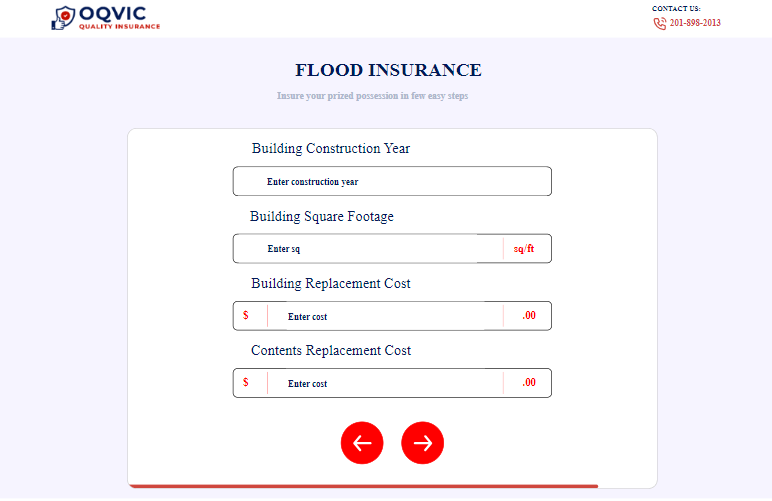 OQVIC
QUALITY INSURANCE
CONTACT US:
201-898-2013
FLOOD INSURANCE
Insure your prized possession in few easy steps
Building Construction Year
Enter construction year
Building Square Footage
Enter sq sq/ft
Building Replacement Cost
$ Enter cost .00
Contents Replacement Cost
$ Enter cost .00